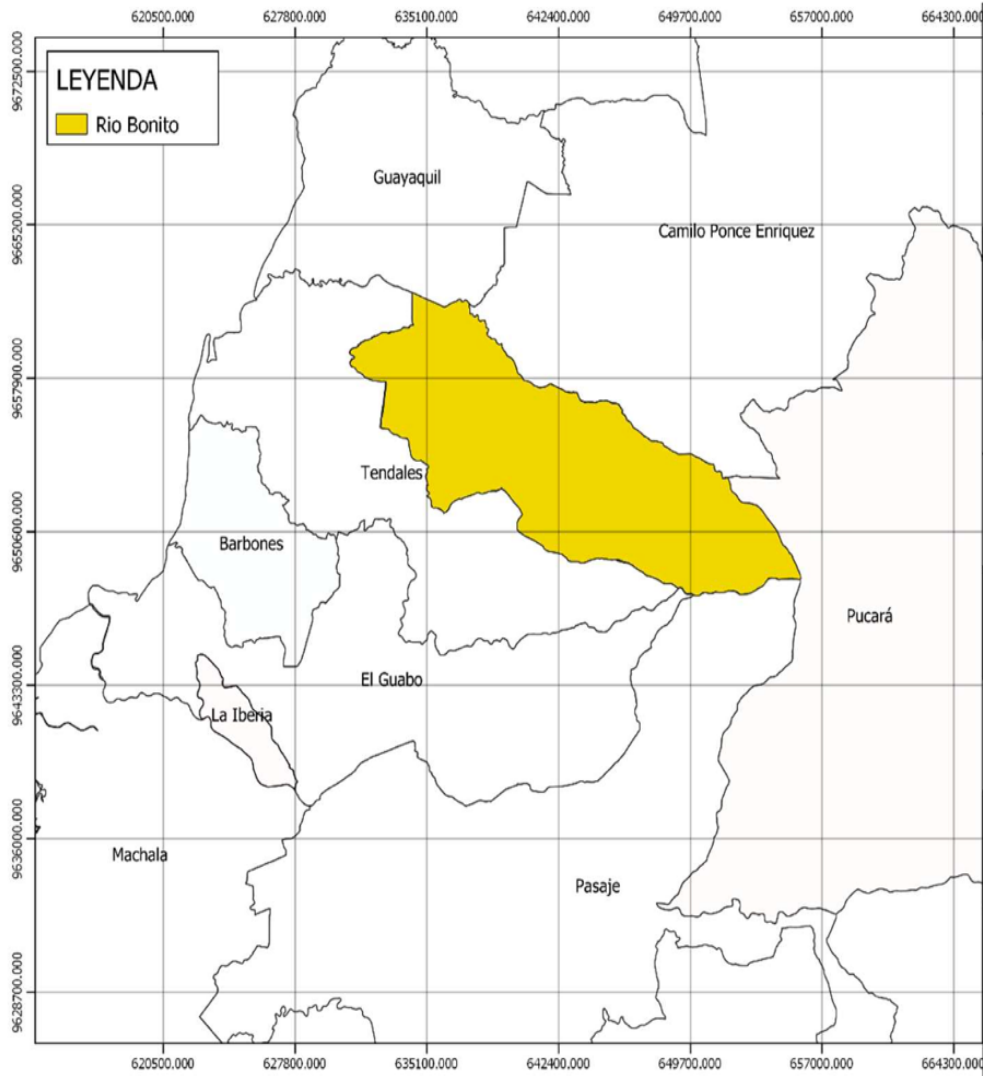 620500.000 627800.000 635100.000 642400.000 649700.000 657000.000 664300.000
9672500.000
9665200.000
9657900.000
9650600.000
9643300.000
9636000.000
9628700.000
LEYENDA
Rio Bonito
Guayaquil
Camilo Ponce Enriquez
Tendales
Barbones
Pucará
El Guabo
La Iberia
Machala
Pasaje
620500.000 627800.000 635100.000 642400.000 649700.000 657000.000 664300.000